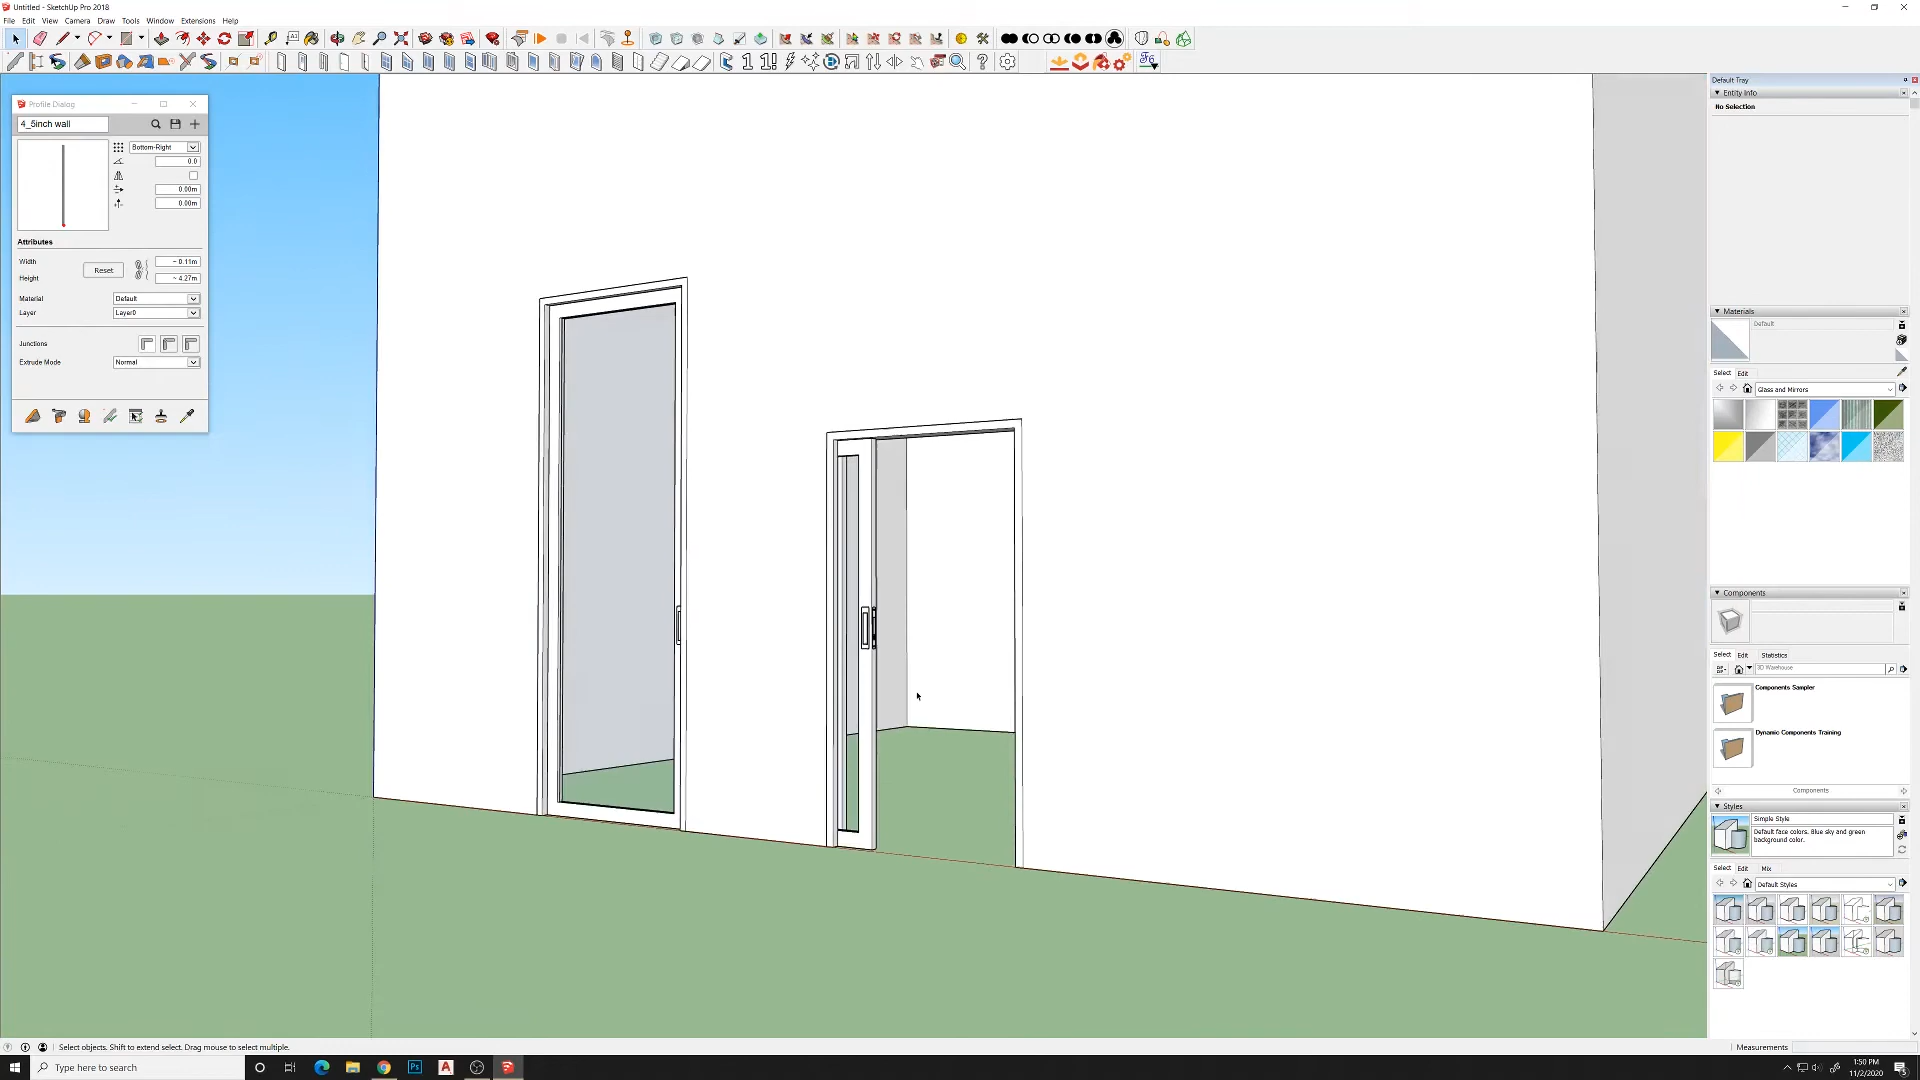 Untitled - SketchUp Pro 2018
File Edit View Camera Draw Tools Window Extensions Help
Default Tray
Entity Info
No Selection
Profile Dialog
4_5inch wall
Bottom-Right
0.0
0.00m
0.00m
Attributes
Width ~ 0.11m
Reset
Height ~ 4.27m
Material Default
Layer Layer0
Junctions
Extrude Mode Normal
Materials
Default
Select Edit
Glass and Mirrors
Components
Select Edit Statistics
3D Warehouse
Components Sampler
Dynamic Components Training
Components
Styles
Simple Style
Default face colors. Blue sky and green
background color.
Select Edit Mix
Default Styles
Select objects. Shift to extend select. Drag mouse to select multiple.
Measurements
Type here to search
1:50 PM
11/2/2020